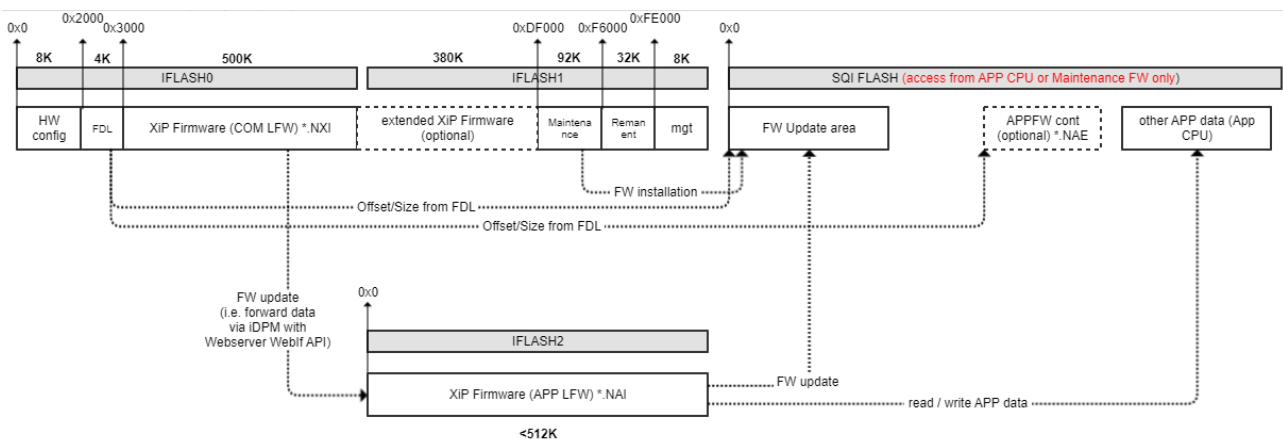 0x0
0x2000
0x3000
0xDF000
0xF6000
0xFE000
0x0
8K
4K
500K
380K
92K
32K
8K
IFLASH0
IFLASH1
SQI FLASH (access from APP CPU or Maintenance FW only)
HW
config
FDL
XiP Firmware (COM LFW) *.NXI
extended XiP Firmware
(optional)
Maintena
nce
Reman
ent
mgt
FW Update area
APPFW cont
(optional) *.NAE
other APP data (App
CPU)
FW installation
Offset/Size from FDL
Offset/Size from FDL
FW update
(i.e. forward data
via iDPM with
Webserver WebIf API)
0x0
IFLASH2
XiP Firmware (APP LFW) *.NAI
FW update
read / write APP data
<512K